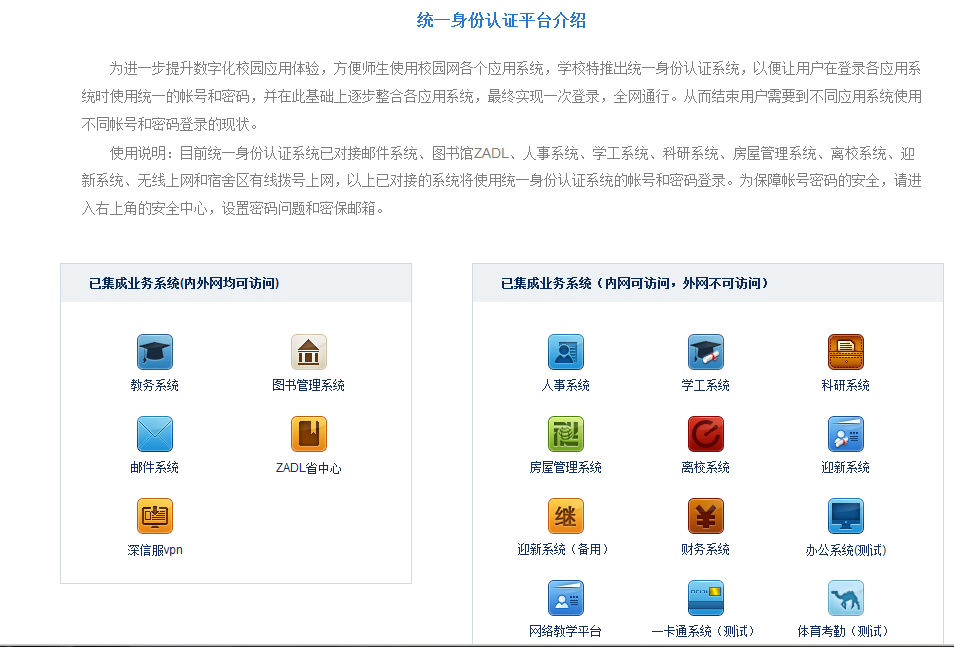 统一身份认证平台介绍
为进一步提升数字化校园应用体验，方便师生使用校园网各个应用系统，学校特推出统一身份认证系统，以便让用户在登录各应用系
统时使用统一的帐号和密码，并在此基础上逐步整合各应用系统，最终实现一次登录，全网通行。从而结束用户需要到不同应用系统使用
不同帐号和密码登录的现状。
使用说明：目前统一身份认证系统已对接邮件系统、图书馆ZADL、人事系统、学工系统、科研系统、房屋管理系统、离校系统、迎
新系统、无线上网和宿舍区有线拨号上网，以上已对接的系统将使用统一身份认证系统的帐号和密码登录。为保障帐号密码的安全，请进
入右上角的安全中心，设置密码问题和密保邮箱。
已集成业务系统(内外网均可访问)
教务系统
图书管理系统
邮件系统
ZADL省中心
深信服vpn
已集成业务系统（内网可访问，外网不可访问）
人事系统
学工系统
科研系统
房屋管理系统
离校系统
迎新系统
继
迎新系统（备用）
¥
财务系统
办公系统(测试)
网络教学平台
一卡通系统（测试）
体育考勤（测试）